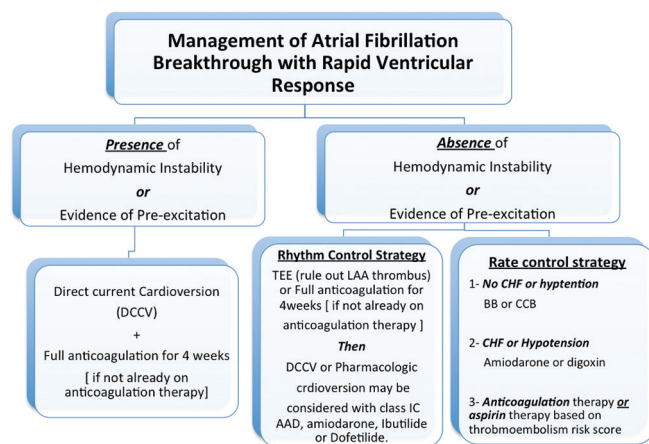 Management of Atrial Fibrillation
Breakthrough with Rapid Ventricular
Response
Presence of
Hemodynamic Instability
or
Evidence of Pre-excitation
Absence of
Hemodynamic Instability
or
Evidence of Pre-excitation
Direct current Cardioversion
(DCCV)
+
Full anticoagulation for 4 weeks
[ if not already on
anticoagulation therapy]
Rhythm Control Strategy
TEE (rule out LAA thrombus)
or Full anticoagulation for
4weeks [ if not already on
anticoagulation therapy ]
Then
DCCV or Pharmacologic
crdioversion may be
considered with class IC
AAD, amiodarone, Ibutilide
or Dofetilide.
Rate control strategy
1- No CHF or hyptention
BB or CCB
2- CHF or Hypotension
Amiodarone or digoxin
3- Anticoagulation therapy or
aspirin therapy based on
thrbmoembolism risk score